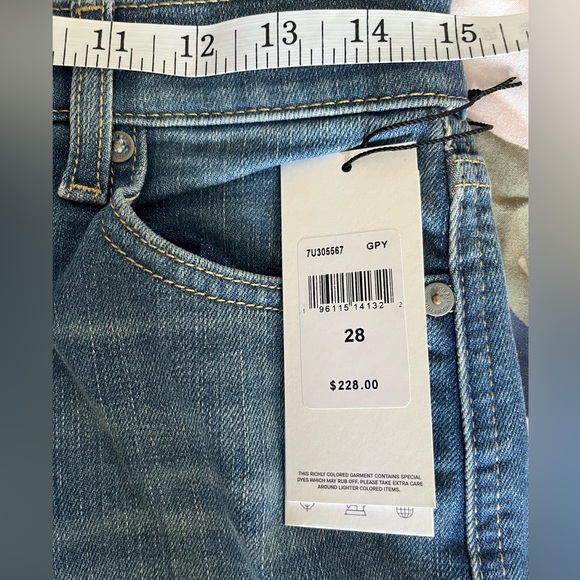 11 12 13 14 15
7U305567 GPY
1 96115 14132 2
28
$228.00
THIS RICHLY COLORED GARMENT CONTAINS SPECIAL
DYES WHICH MAY RUB OFF. PLEASE TAKE EXTRA CARE
AROUND LIGHTER COLORED ITEMS.